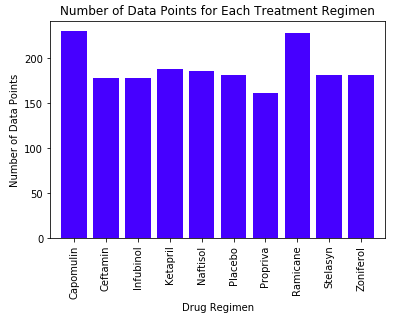 Number of Data Points for Each Treatment Regimen
Number of Data Points
200
150
100
50
0
Capomulin
Ceftamin
Infubinol
Ketapril
Naftisol
Placebo
Propriva
Ramicane
Stelasyn
Zoniferol
Drug Regimen